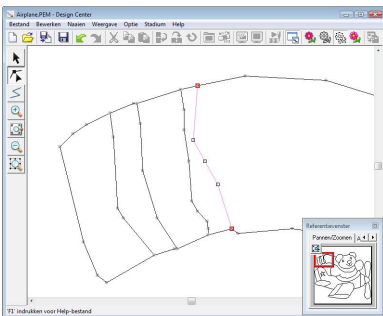 Airplane.PEM - Design Center
Bestand Bewerken Naaien Weergave Optie Stadium Help
Referentievenster
Pannen/Zoomen
'F1' indrukken voor Help-bestand